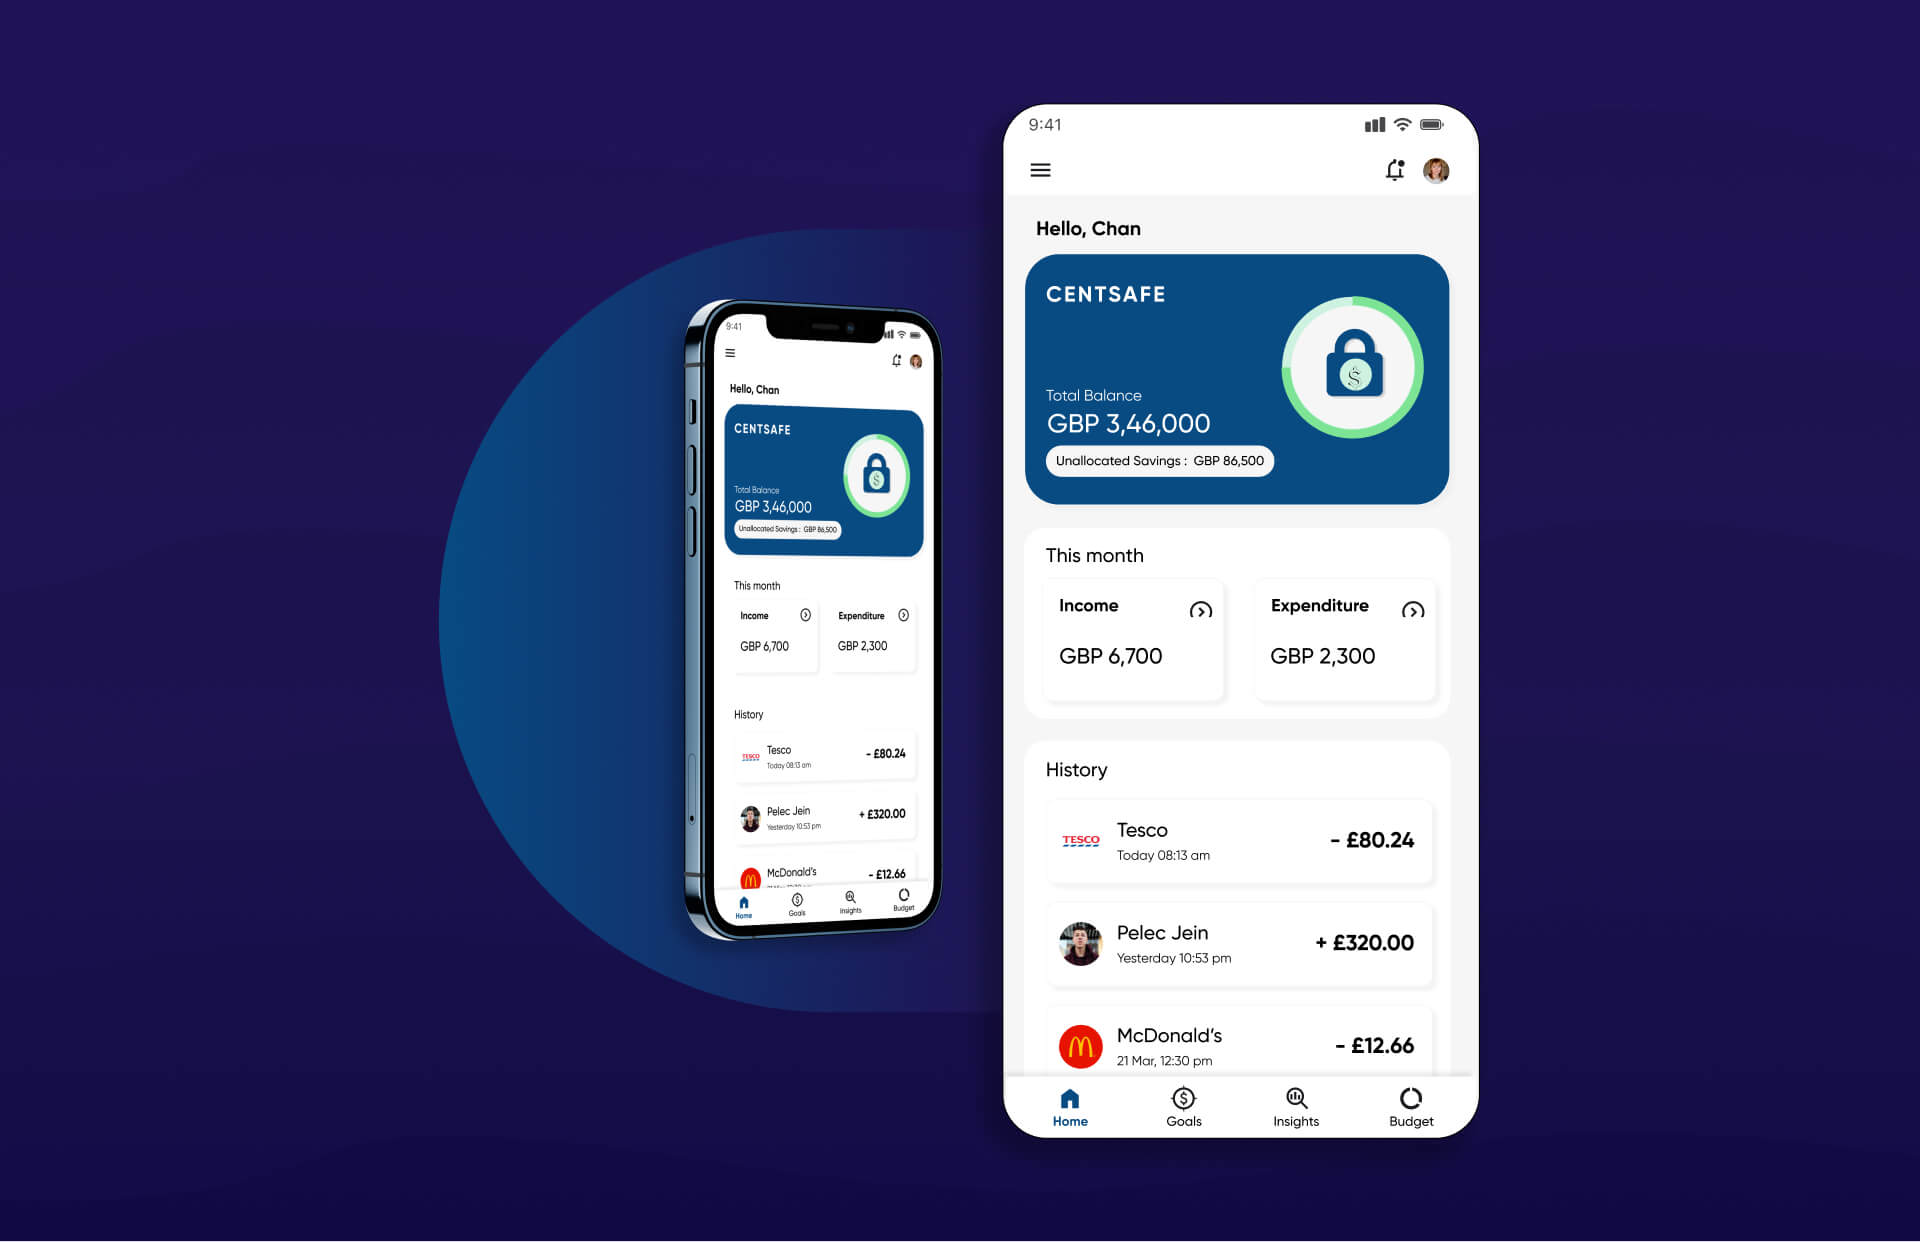 9:41
Hello, Chan
CENTSAFE
Total Balance
GBP 3,46,000
Unallocated Savings : GBP 86,500
This month
Income
Expenditure
GBP 6,700
GBP 2,300
History
TESCO
Tesco
- £80.24
Today 08:13 am
Pelec Jein
+ £320.00
Yesterday 10:53 pm
McDonald's
- £12.66
Home
Goals
Insights
Budget
9:41
Hello, Chan
CENTSAFE
$
Total Balance
GBP 3,46,000
Unallocated Savings : GBP 86,500
This month
Income
Expenditure
GBP 6,700
GBP 2,300
History
TESCO
Tesco
- £80.24
Today 08:13 am
Pelec Jein
+ £320.00
Yesterday 10:53 pm
McDonald’s
- £12.66
21 Mar, 12:30 pm
Home
Goals
Insights
Budget